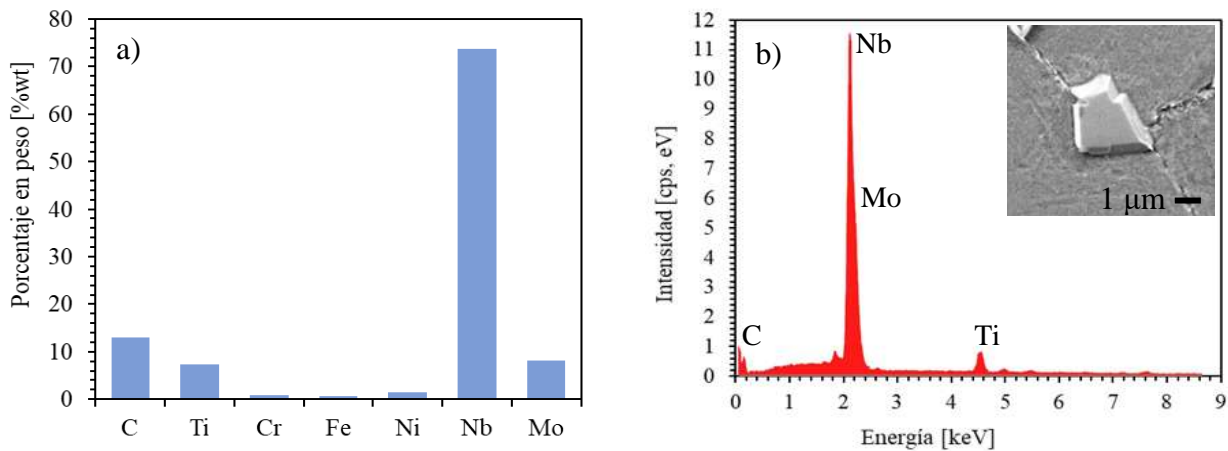 a)
Porcentaje en peso [%wt]
80
70
60
50
40
30
20
10
0
C Ti Cr Fe Ni Nb Mo
b)
Intensidad [cps, eV]
12
11
10
9
8
7
6
5
4
3
2
1
0
Nb
Mo
C
Ti
1 μm
0 1 2 3 4 5 6 7 8 9
Energía [keV]